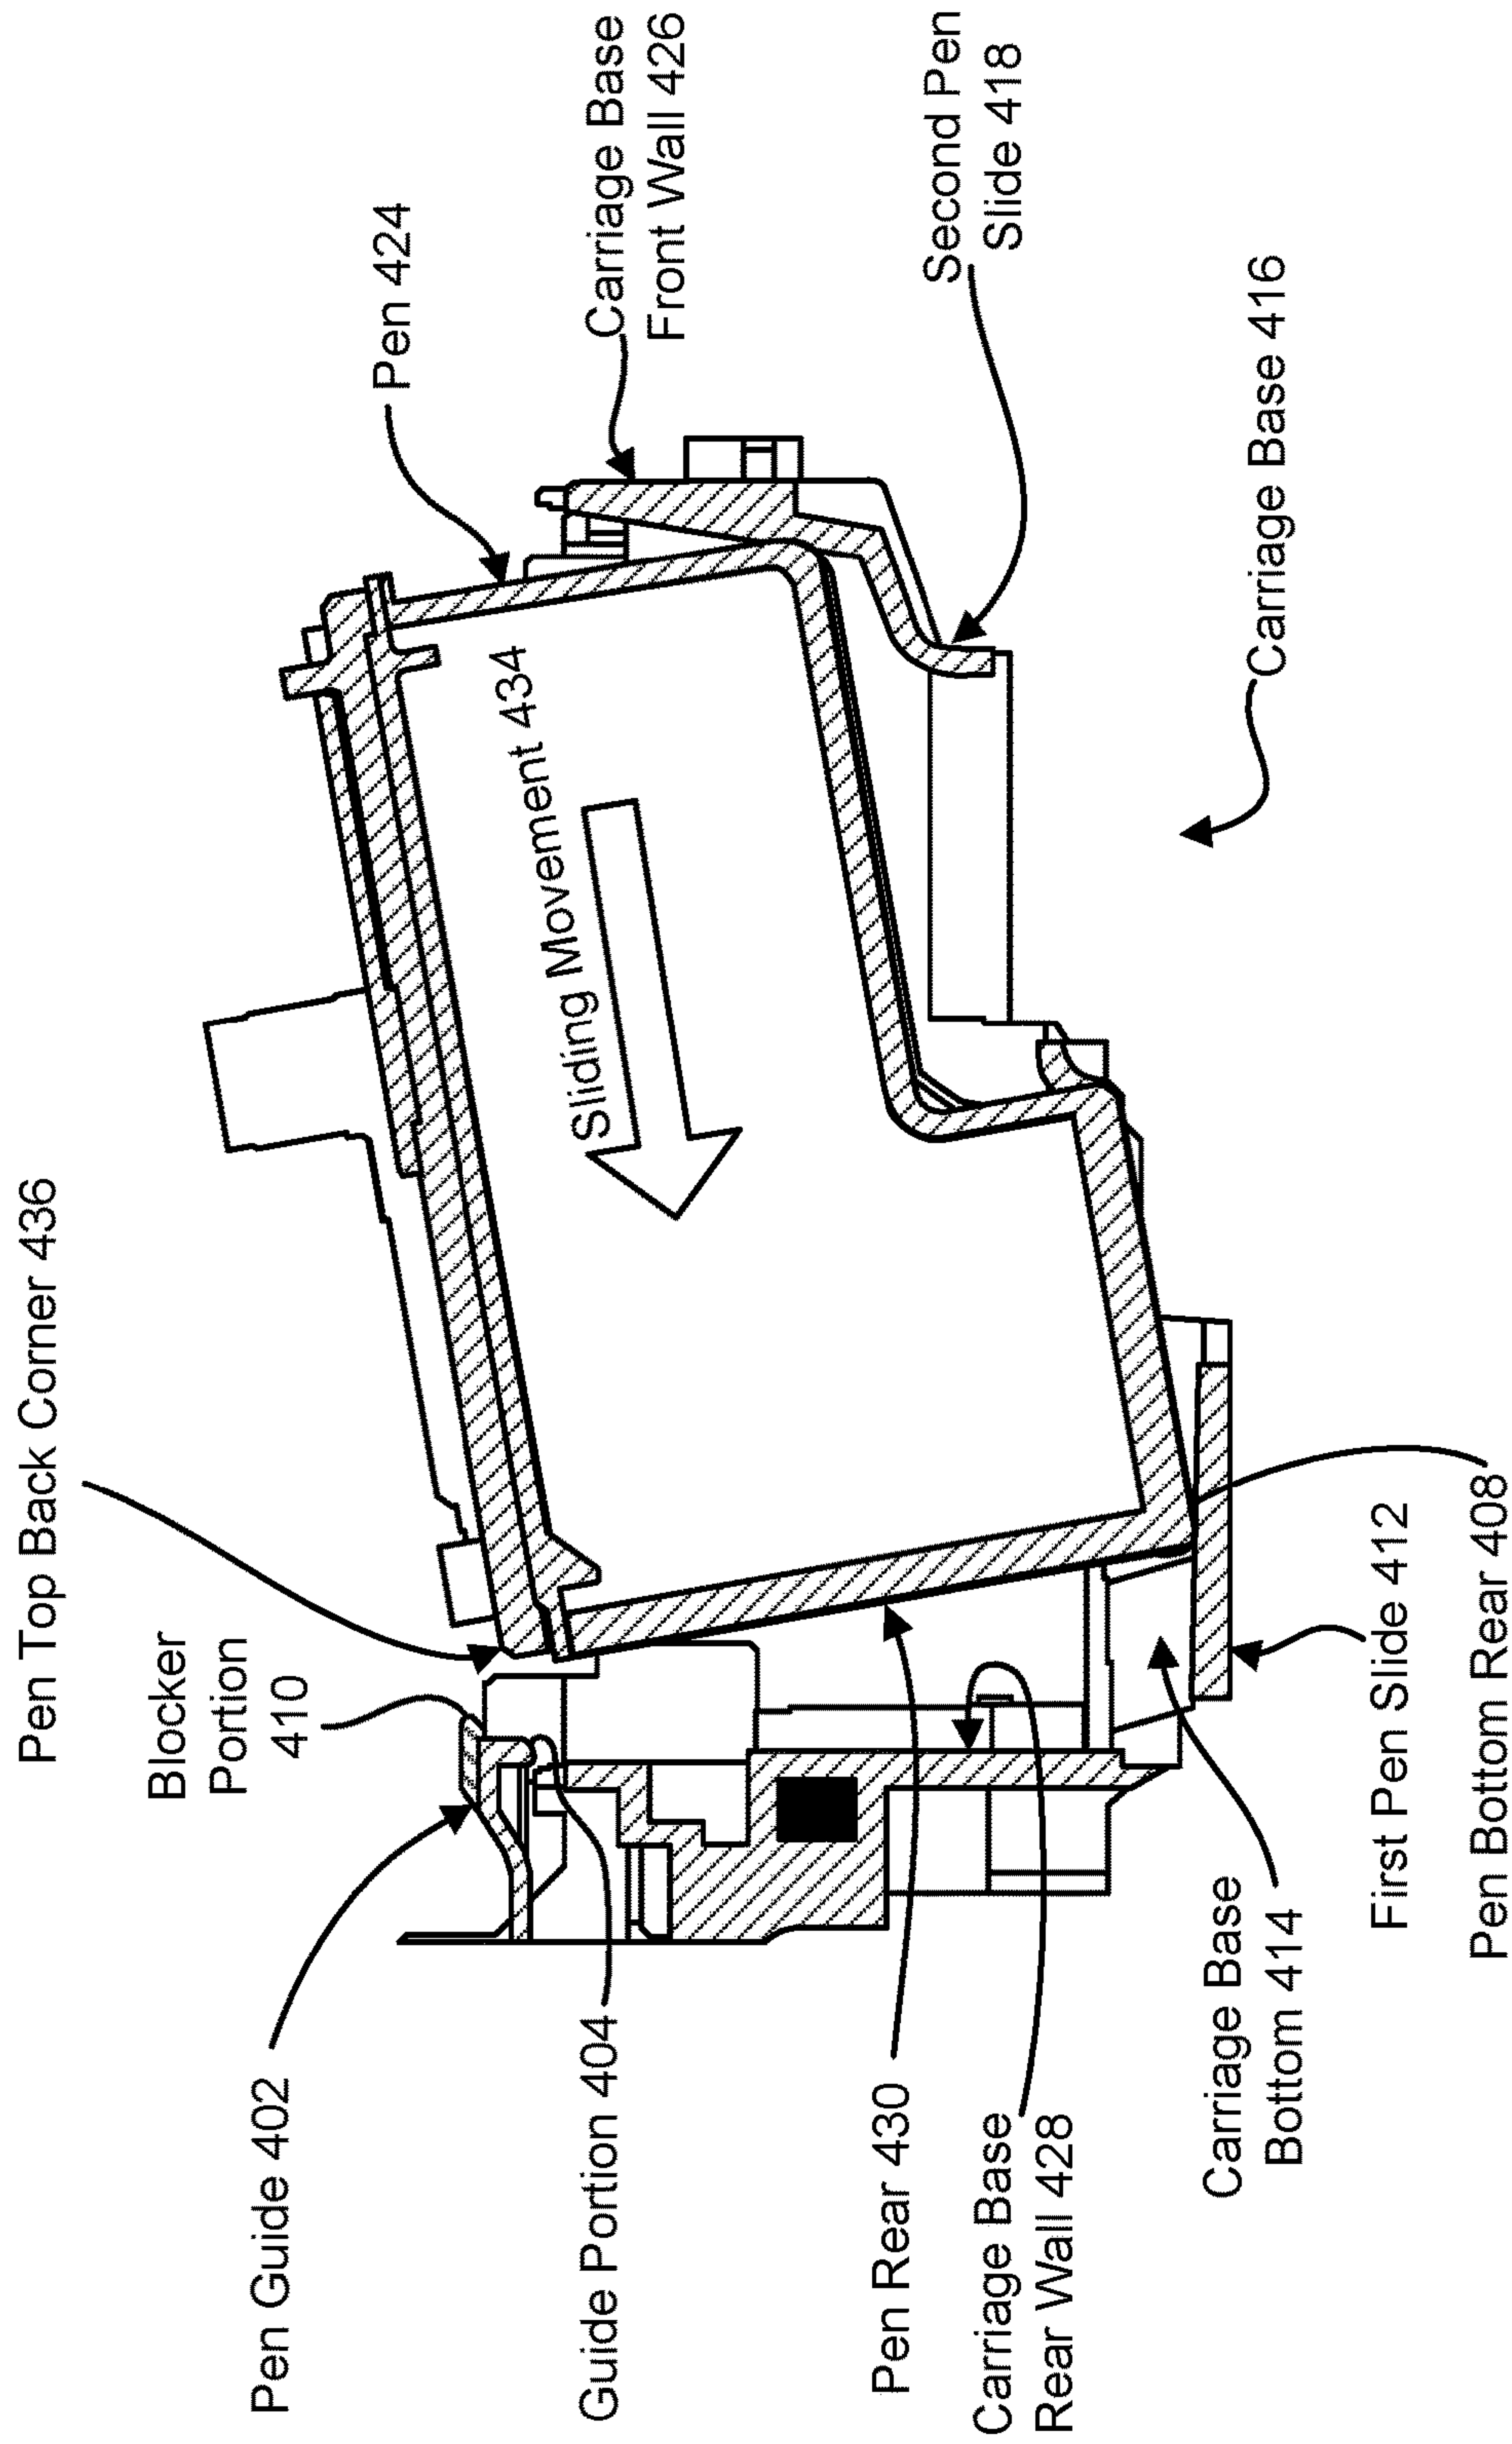 Pen Top Back Corner 436
Blocker
Portion
410
Pen Guide 402
Guide Portion 404
Pen 424
Carriage Base
Front Wall 426
Sliding Movement 434
Second Pen
Slide 418
Pen Rear 430
Carriage Base
Rear Wall 428
Carriage Base 416
Carriage Base
Bottom 414
First Pen Slide 412
Pen Bottom Rear 408